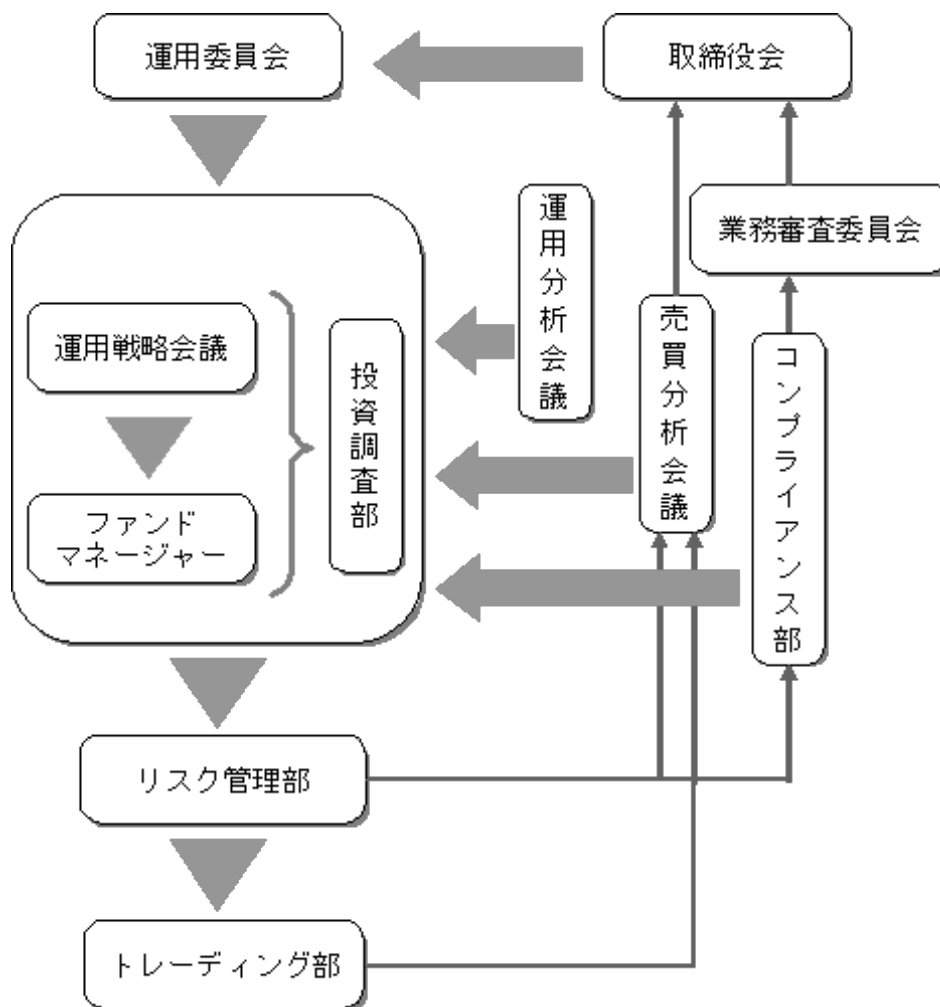 運用委員会
取締役会
運用分析会議
業務審査委員会
運用戦略会議
投資調査部
売買分析会議
コンプライアンス部
ファンド
マネージャー
リスク管理部
トレーディング部